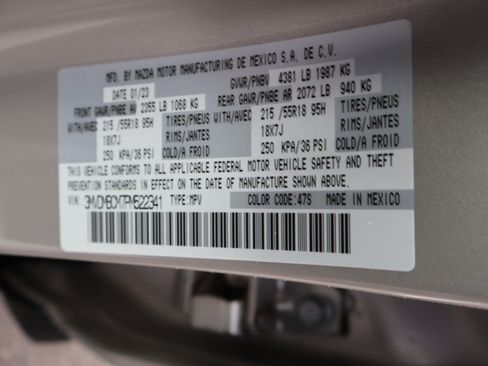 MFD. BY MAZDA MOTOR MANUFACTURING DE MEXICO S.A. DE C.V.
DATE 01/23 GVWR/PNBV 4381 LB 1987 KG
FRONT GAWR/PNBE AV 2355 LB 1068 KG REAR GAWR/PNBE AR 2072 LB 940 KG
WITH/AVEC 215/55R18 95H TIRES/PNEUS WITH/AVEC 215/55R18 95H TIRES/PNEUS
18X7J RIMS/JANTES 18X7J RIMS/JANTES
250 KPA/36 PSI COLD/A FROID 250 KPA/36 PSI COLD/A FROID
THIS VEHICLE CONFORMS TO ALL APPLICABLE FEDERAL MOTOR VEHICLE SAFETY AND THEFT
PREVENTION STANDARDS IN EFFECT ON THE DATE OF MANUFACTURE SHOWN ABOVE.
VIN: TYPE: MPV COLOR CODE: 47S MADE IN MEXICO